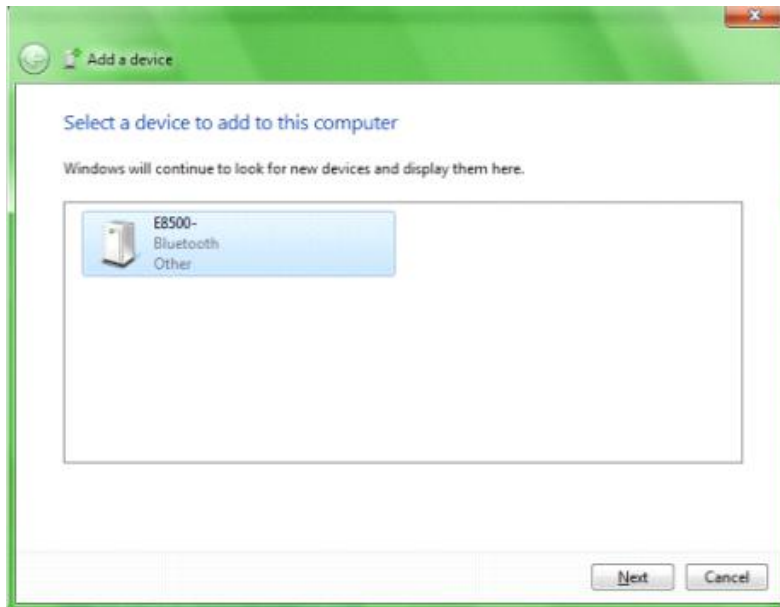 Add a device
Select a device to add to this computer
Windows will continue to look for new devices and display them here.
E8500-
Bluetooth
Other
Next
Cancel